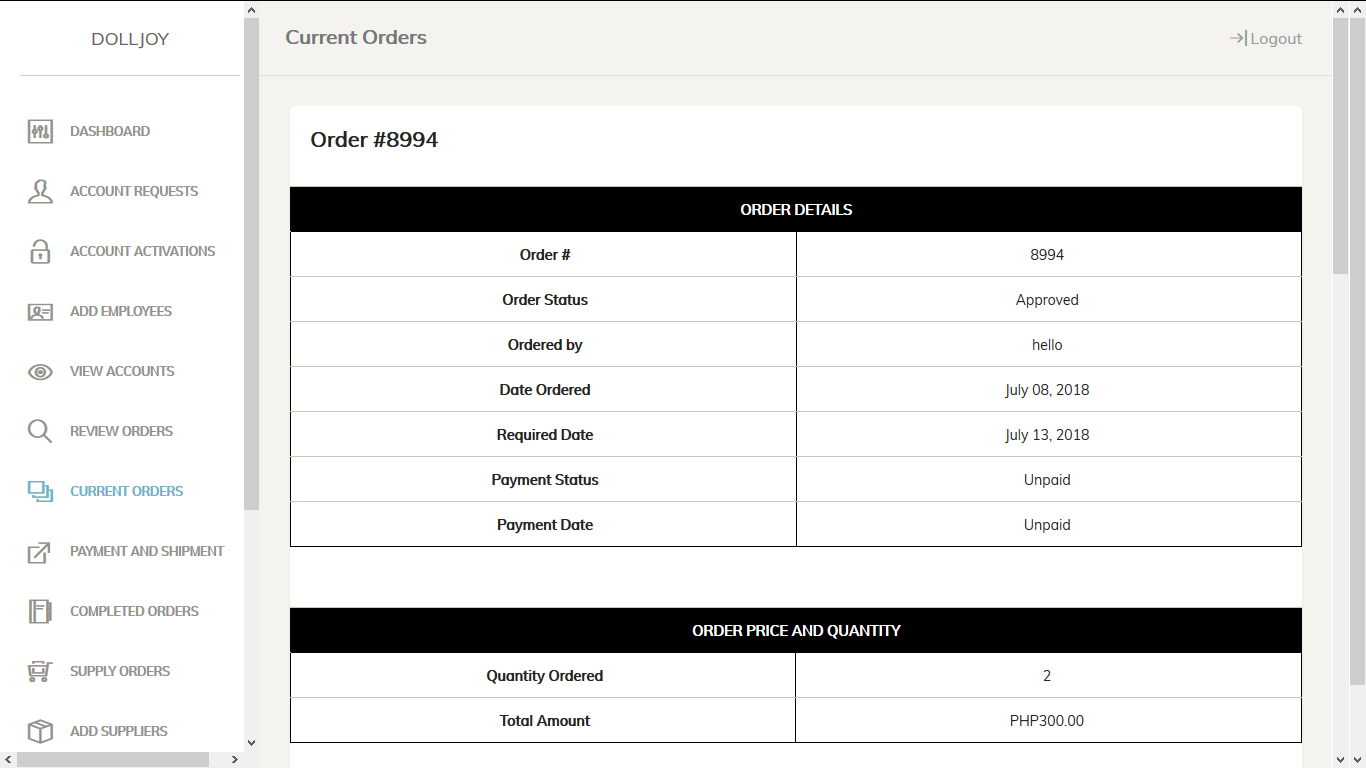 DOLLJOY
DASHBOARD
ACCOUNT REQUESTS
ACCOUNT ACTIVATIONS
ADD EMPLOYEES
VIEW ACCOUNTS
REVIEW ORDERS
CURRENT ORDERS
PAYMENT AND SHIPMENT
COMPLETED ORDERS
SUPPLY ORDERS
ADD SUPPLIERS
Current Orders
Logout
Order #8994
ORDER DETAILS
Order # 8994
Order Status Approved
Ordered by hello
Date Ordered July 08, 2018
Required Date July 13, 2018
Payment Status Unpaid
Payment Date Unpaid
ORDER PRICE AND QUANTITY
Quantity Ordered 2
Total Amount PHP300.00